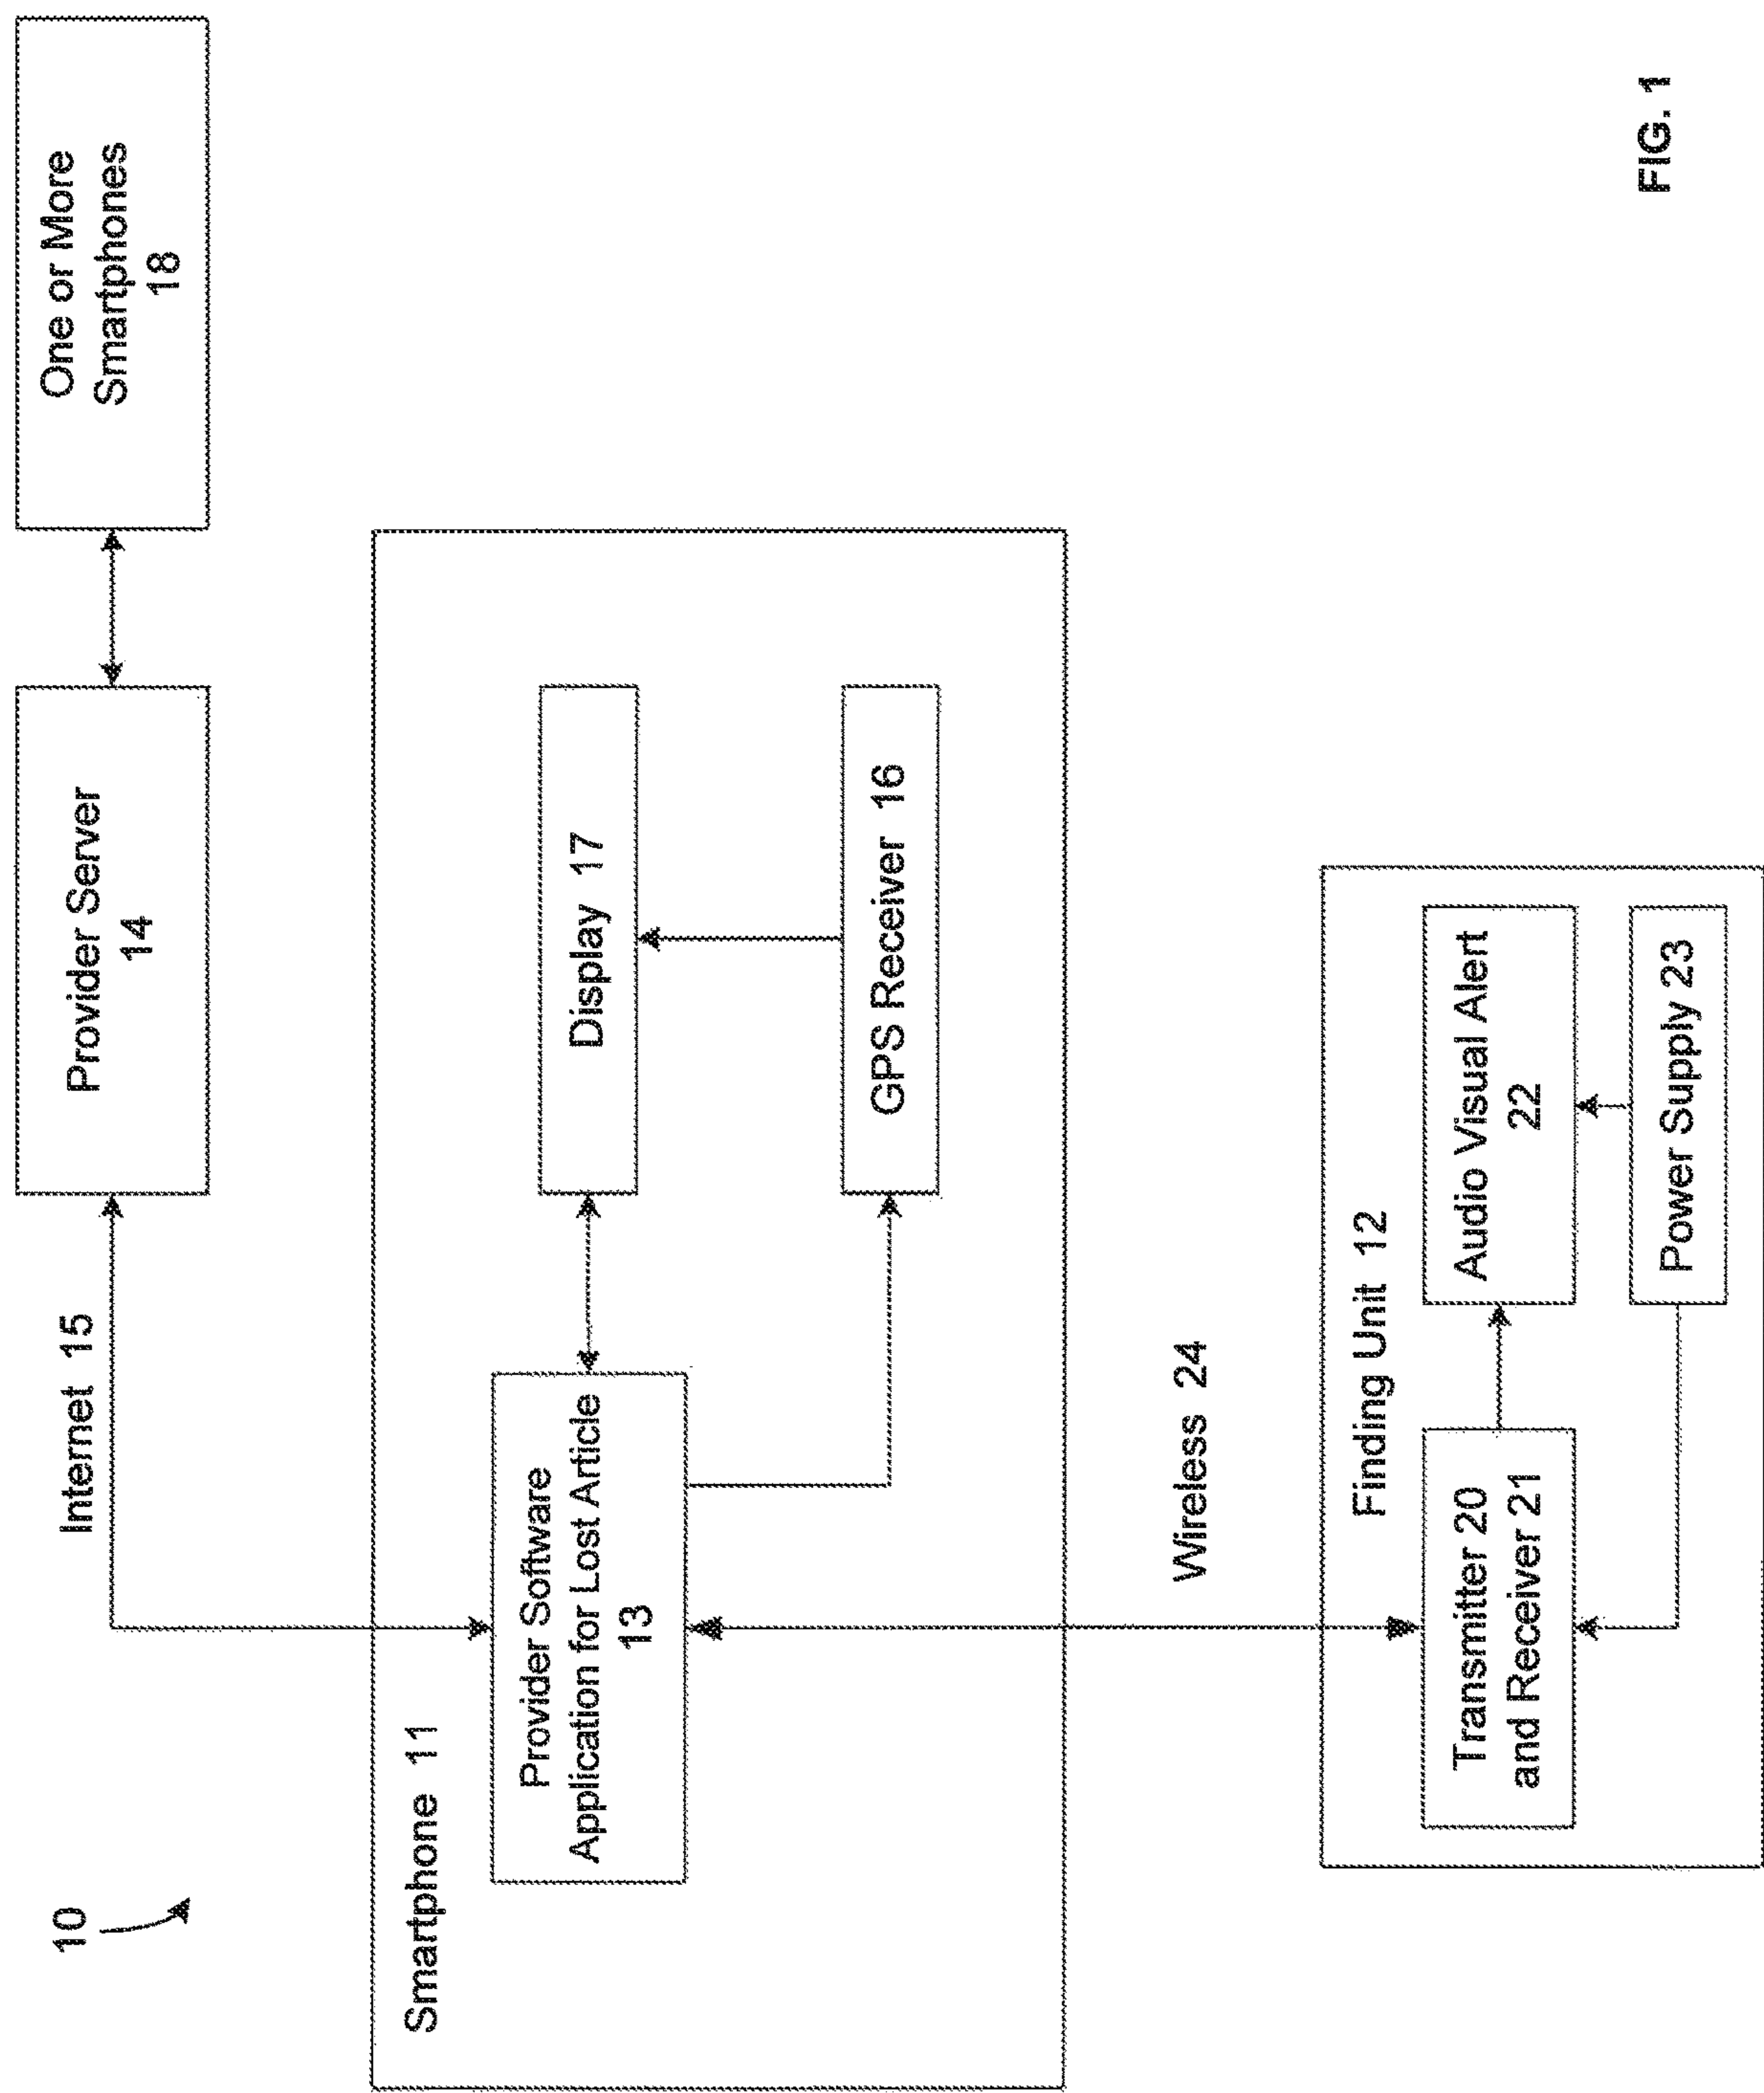 10
Internet 15
Provider Server
14
One or More
Smartphones
18
Smartphone 11
Provider Software
Application for Lost Article
13
Display 17
GPS Receiver 16
Wireless 24
Finding Unit 12
Transmitter 20
and Receiver 21
Audio Visual Alert
22
Power Supply 23
FIG. 1